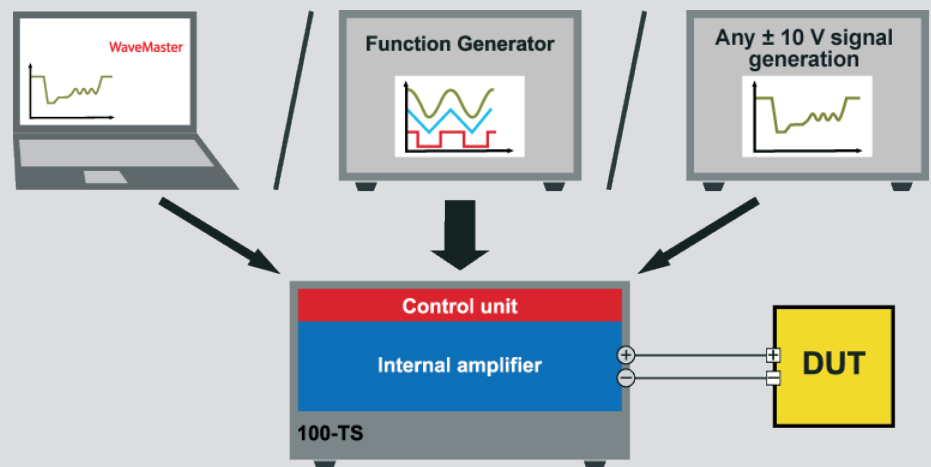 WaveMaster
Function Generator
Any ± 10 V signal
generation
Control unit
Internal amplifier
+
−
+
−
DUT
100-TS